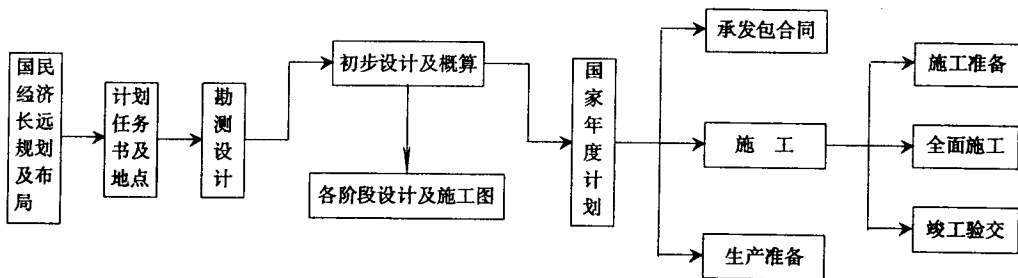 国民
经济
长远
规划
及布
局
计划
任务
书及
地点
勘
测
设
计
初步设计及概算
各阶段设计及施工图
国
家
年
度
计
划
承发包合同
施 工
生产准备
施工准备
全面施工
竣工验交